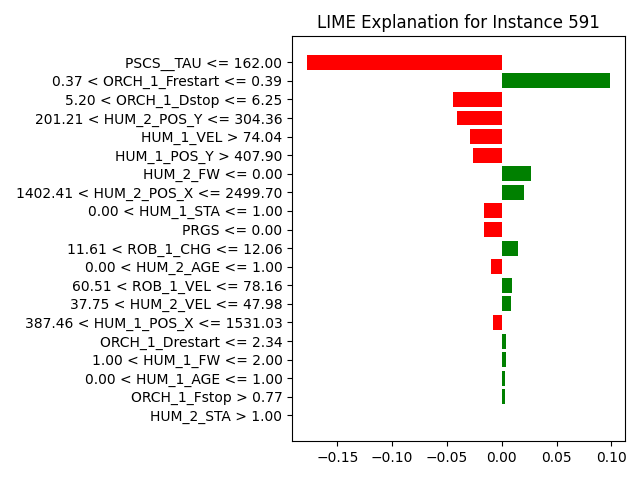 LIME Explanation for Instance 591
PSCS__TAU <= 162.00
0.37 < ORCH_1_Frestart <= 0.39
5.20 < ORCH_1_Dstop <= 6.25
201.21 < HUM_2_POS_Y <= 304.36
HUM_1_VEL > 74.04
HUM_1_POS_Y > 407.90
HUM_2_FW <= 0.00
1402.41 < HUM_2_POS_X <= 2499.70
0.00 < HUM_1_STA <= 1.00
PRGS <= 0.00
11.61 < ROB_1_CHG <= 12.06
0.00 < HUM_2_AGE <= 1.00
60.51 < ROB_1_VEL <= 78.16
37.75 < HUM_2_VEL <= 47.98
387.46 < HUM_1_POS_X <= 1531.03
ORCH_1_Drestart <= 2.34
1.00 < HUM_1_FW <= 2.00
0.00 < HUM_1_AGE <= 1.00
ORCH_1_Fstop > 0.77
HUM_2_STA > 1.00
−0.15 −0.10 −0.05 0.00 0.05 0.10